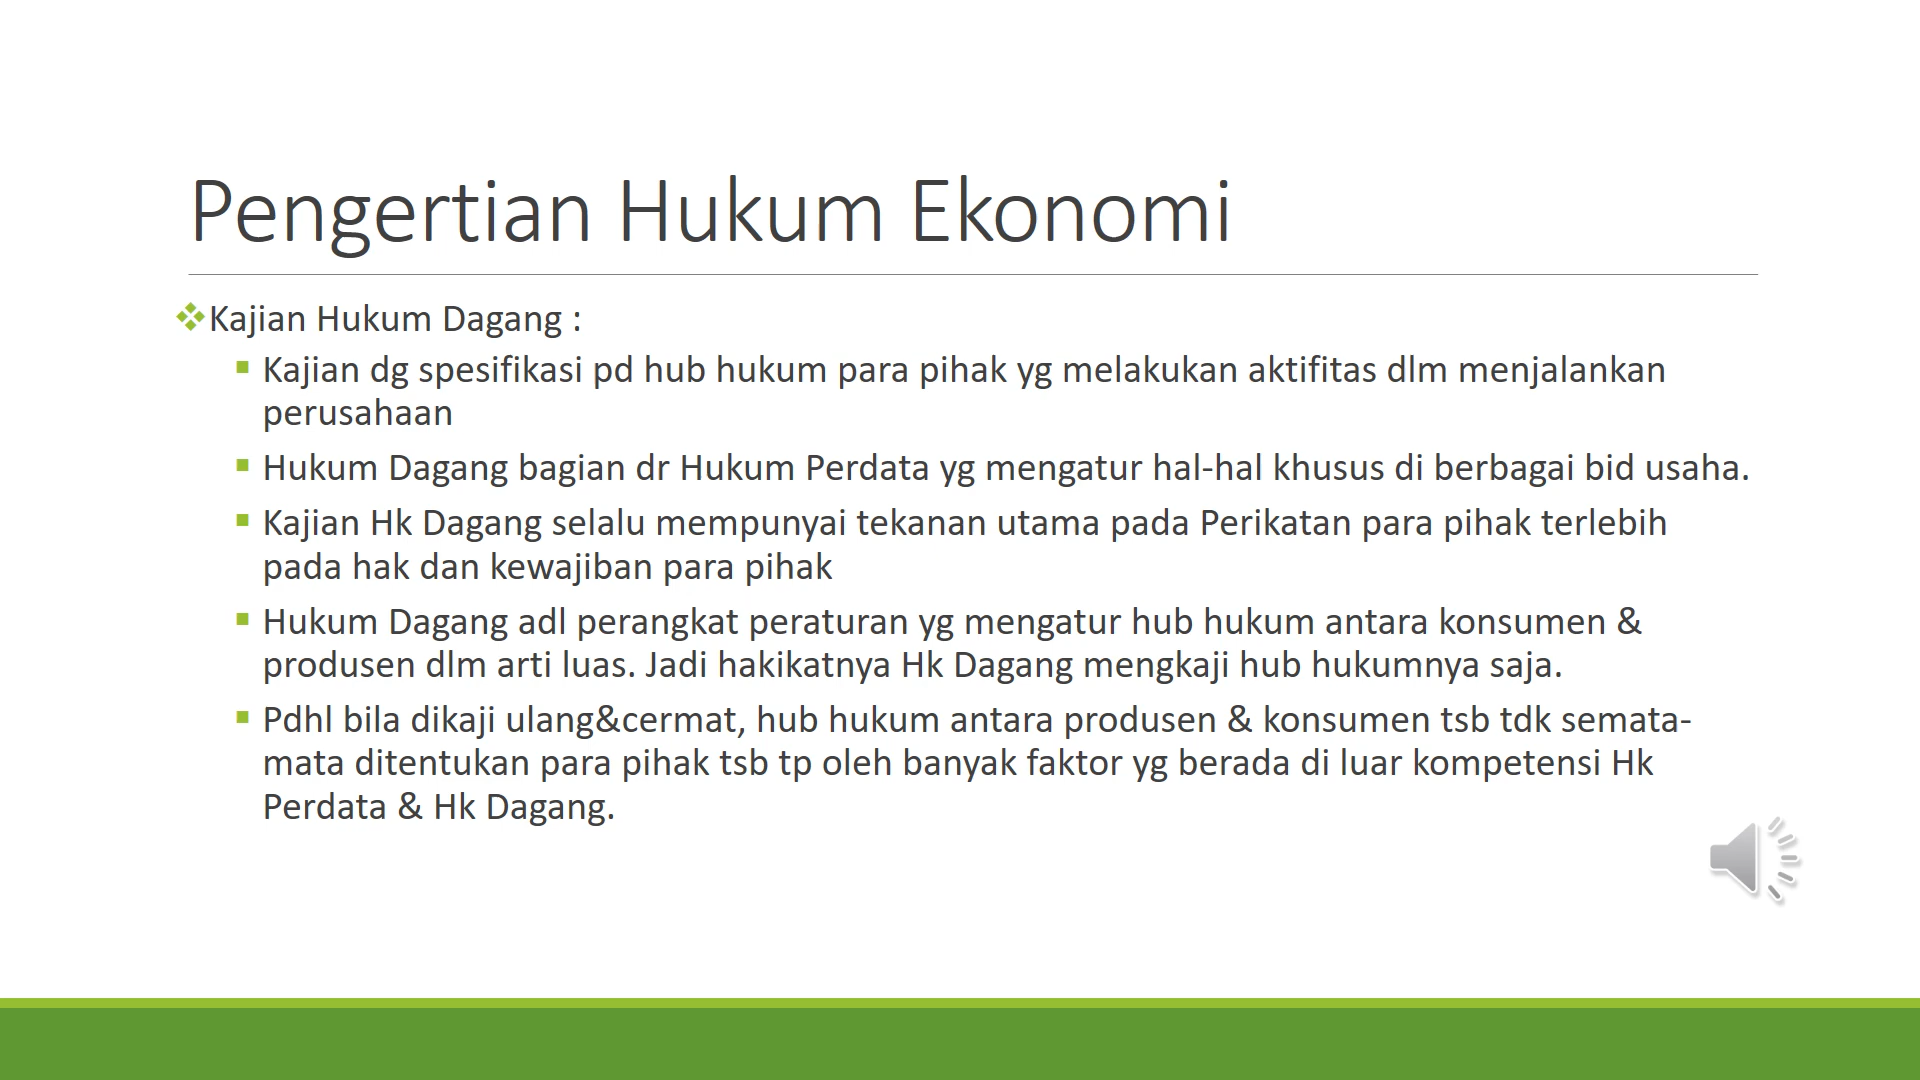 Pengertian Hukum Ekonomi
Kajian Hukum Dagang :
Kajian dg spesifikasi pd hub hukum para pihak yg melakukan aktifitas dlm menjalankan
perusahaan
Hukum Dagang bagian dr Hukum Perdata yg mengatur hal-hal khusus di berbagai bid usaha.
Kajian Hk Dagang selalu mempunyai tekanan utama pada Perikatan para pihak terlebih
pada hak dan kewajiban para pihak
Hukum Dagang adl perangkat peraturan yg mengatur hub hukum antara konsumen &
produsen dlm arti luas. Jadi hakikatnya Hk Dagang mengkaji hub hukumnya saja.
Pdhl bila dikaji ulang&cermat, hub hukum antara produsen & konsumen tsb tdk semata-
mata ditentukan para pihak tsb tp oleh banyak faktor yg berada di luar kompetensi Hk
Perdata & Hk Dagang.